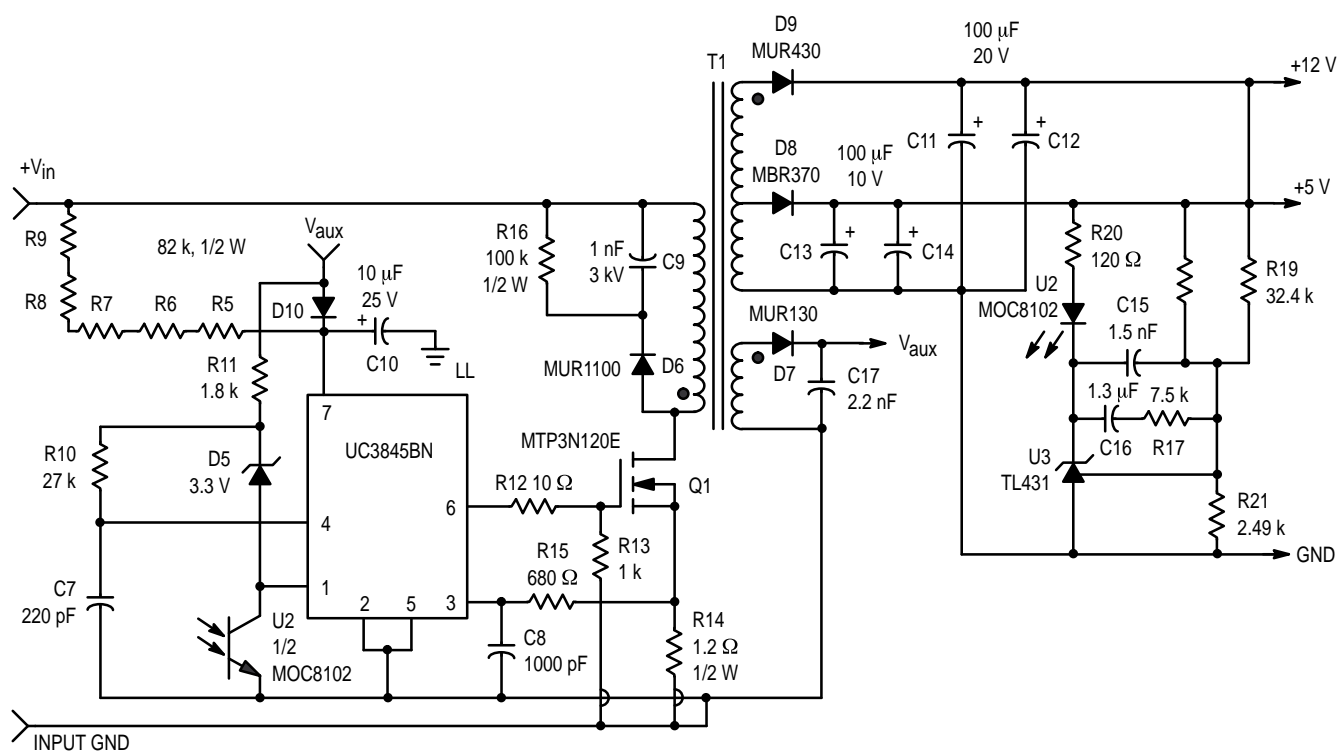 D9
MUR430
100 μF
20 V
T1
+12 V
C11
+
C12
+
D8
MBR370
100 μF
10 V
+5 V
+Vin
R9
82 k, 1/2 W
Vaux
R16
100 k
1/2 W
1 nF
3 kV
C9
C13
+
C14
+
R20
120 Ω
R19
32.4 k
R8
R7
R6
R5
D10
10 μF
25 V
+
C10
LL
U2
MOC8102
C15
1.5 nF
MUR130
D7
Vaux
R11
1.8 k
MUR1100
D6
C17
2.2 nF
1.3 μF
C16
7.5 k
R17
7
UC3845BN
R10
27 k
D5
3.3 V
MTP3N120E
Q1
U3
TL431
R12 10 Ω
6
4
R21
2.49 k
R13
1 k
R15
680 Ω
GND
C7
220 pF
1
2
5
3
U2
1/2
MOC8102
C8
1000 pF
R14
1.2 Ω
1/2 W
INPUT GND